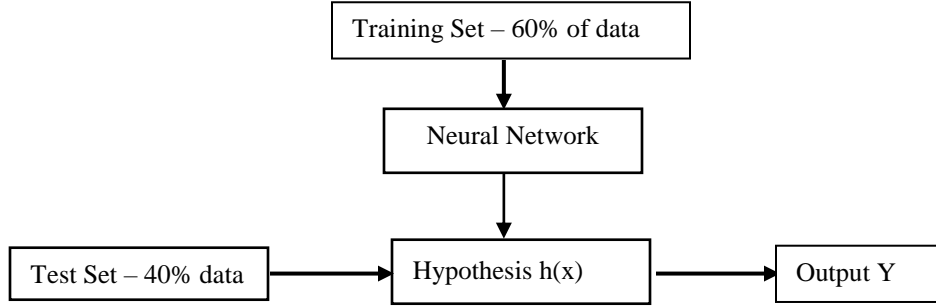 Training Set – 60% of data
Neural Network
Test Set – 40% data
Hypothesis h(x)
Output Y